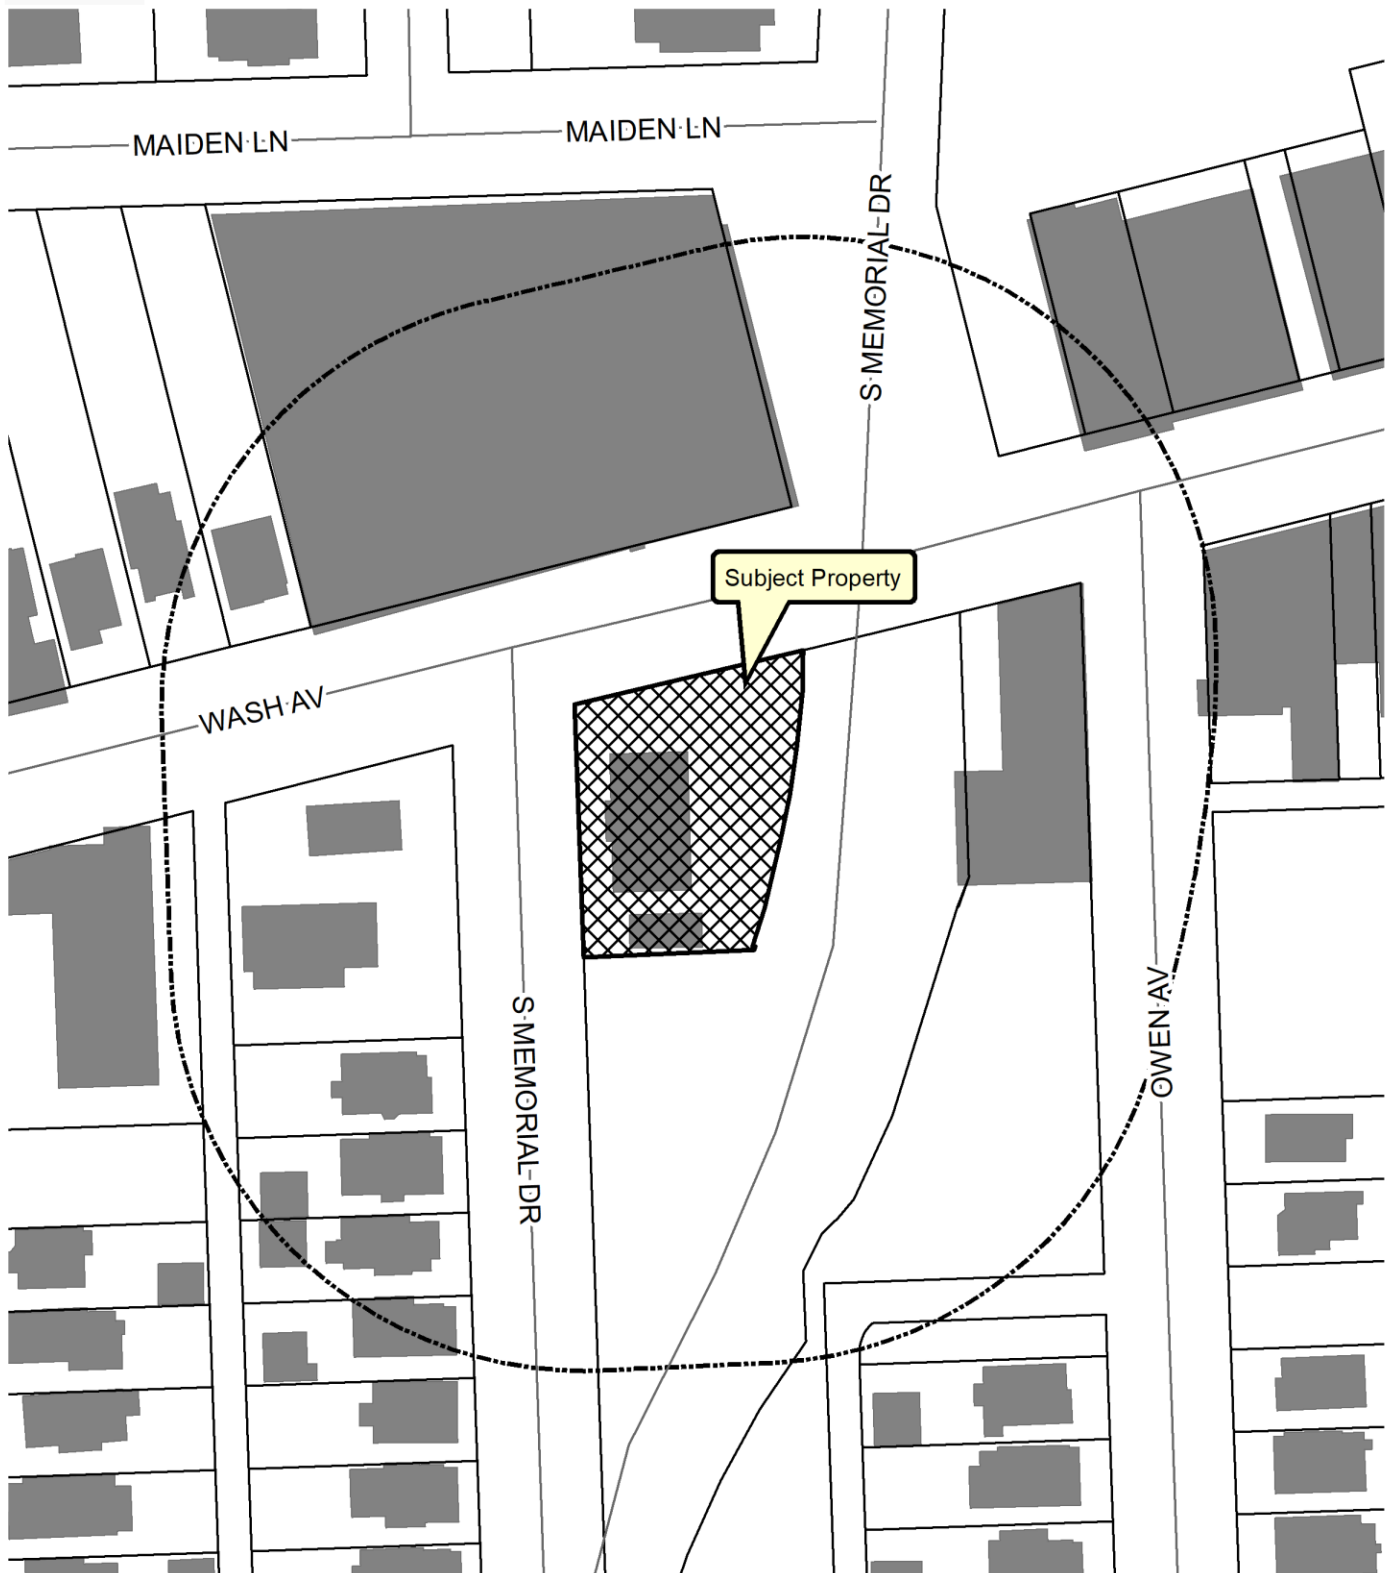 MAIDEN LN
MAIDEN LN
S MEMORIAL DR
Subject Property
WASH AV
S MEMORIAL DR
OWEN AV